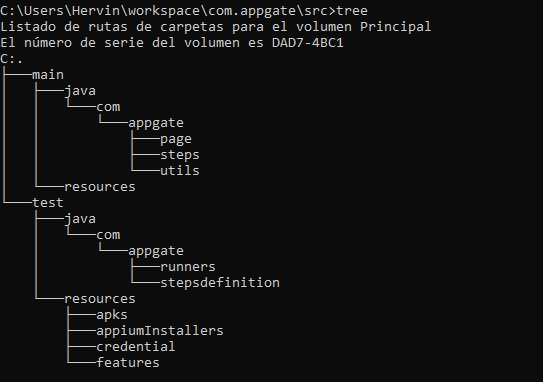 C:\Users\Hervin\workspace\com.appgate\src>tree
Listado de rutas de carpetas para el volumen Principal
El número de serie del volumen es DAD7-4BC1
C:.
├───main
│   ├───java
│   │   └───com
│   │       └───appgate
│   │           ├───page
│   │           ├───steps
│   │           └───utils
│   └───resources
└───test
    ├───java
    │   └───com
    │       └───appgate
    │           ├───runners
    │           └───stepsdefinition
    └───resources
        ├───apks
        ├───appiumInstallers
        ├───credential
        └───features